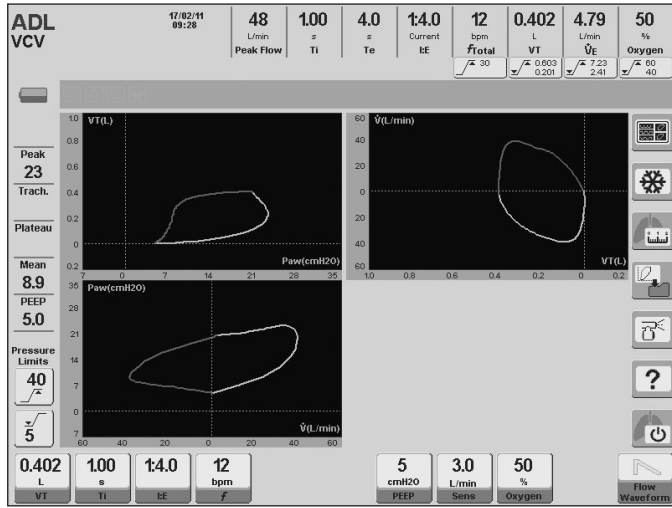 ADL
VCV
17/02/11
09:28
48
L/min
Peak Flow
1.00
s
Ti
4.0
s
Te
1:4.0
Current
I:E
12
bpm
fTotal
30
0.402
L
VT
0.603
0.201
4.79
L/min
V̇E
7.23
2.41
50
%
Oxygen
60
40
Peak
23
Trach.
Plateau
Mean
8.9
PEEP
5.0
Pressure
Limits
40
5
VT(L)
1.0
0.8
0.6
0.4
0.2
0
0.2
7 0 7 14 21 28 35
Paw(cmH2O)
V̇(L/min)
60
40
20
0
20
40
60
1.0 0.8 0.6 0.4 0.2 0 0.2
VT(L)
Paw(cmH2O)
35
28
21
14
7
0
7
60 40 20 0 20 40 60
V̇(L/min)
?
0.402
L
VT
1.00
s
Ti
1:4.0
I:E
12
bpm
f
5
cmH2O
PEEP
3.0
L/min
Sens
50
%
Oxygen
Flow
Waveform